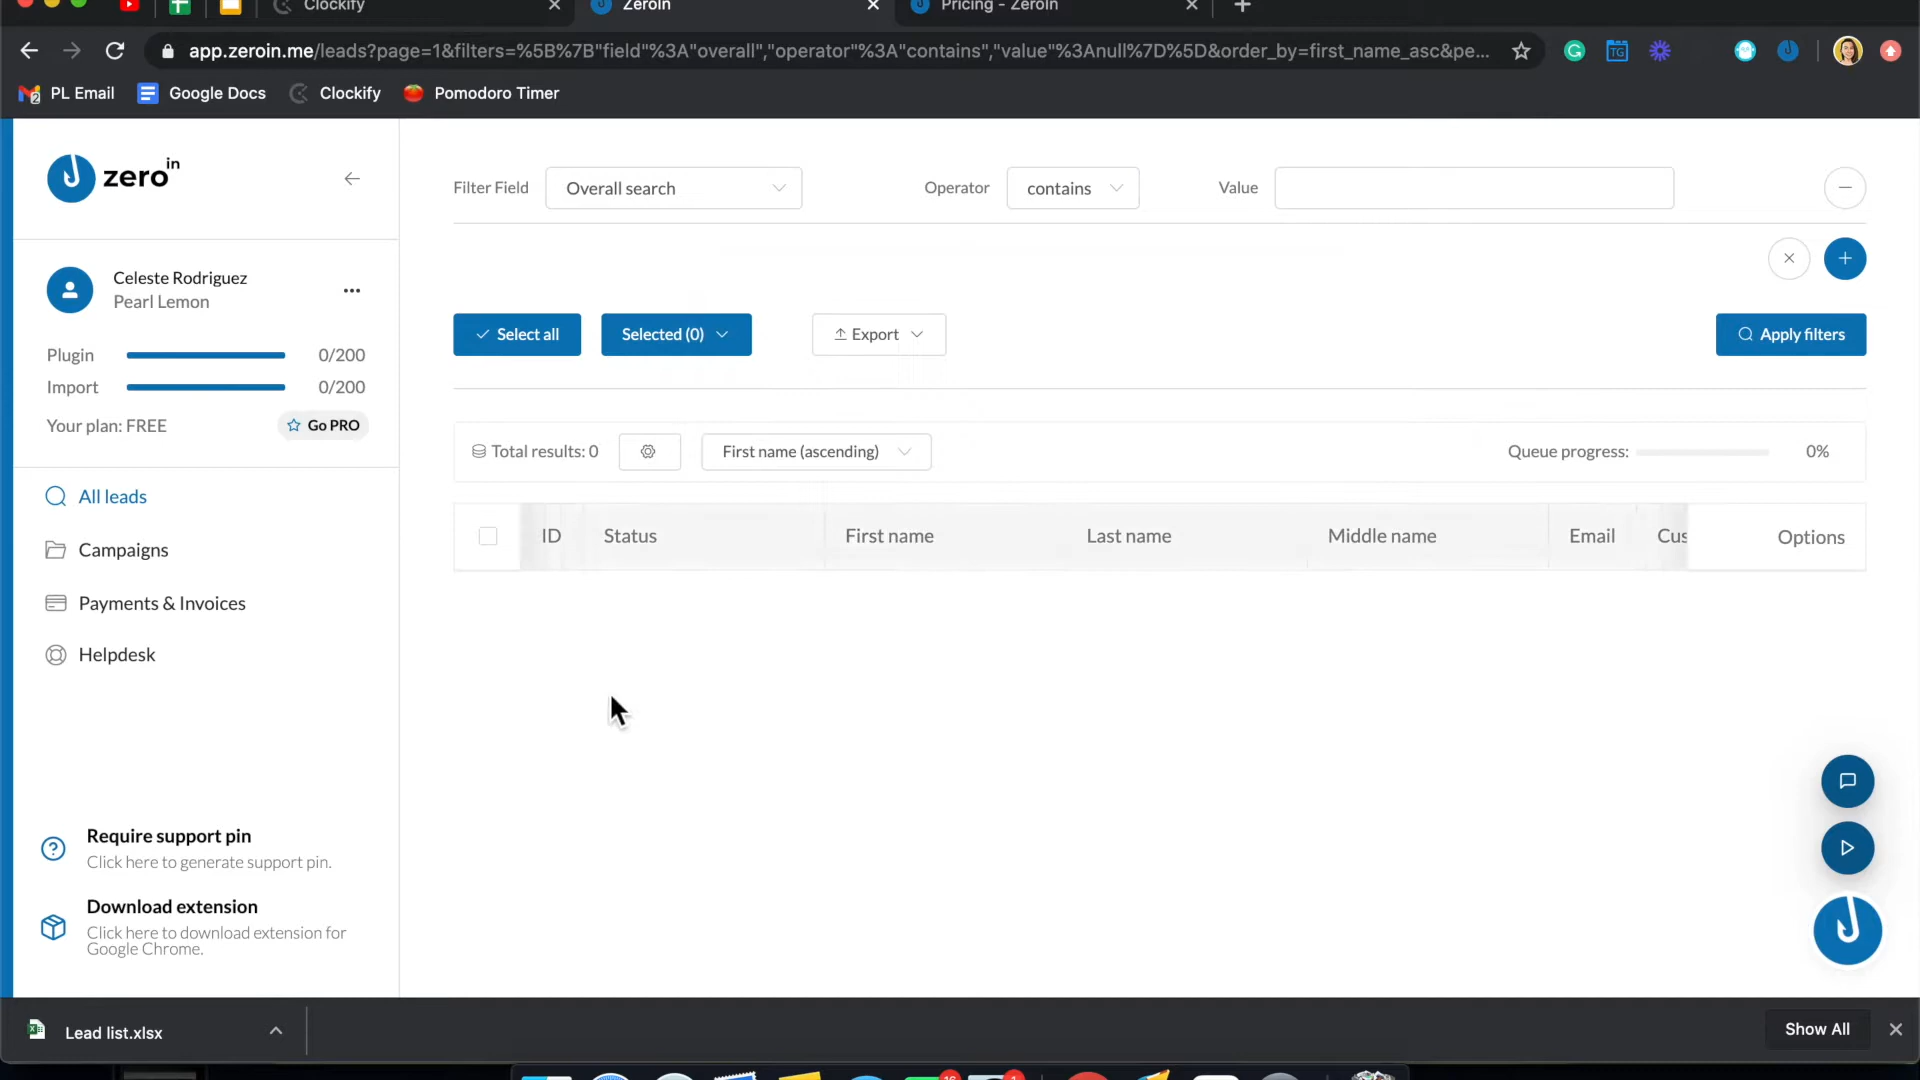 Clockify
ZeroIn
Pricing - ZeroIn
app.zeroin.me/leads?page=1&filters=%5B%7B"field"%3A"overall","operator"%3A"contains","value"%3Anull%7D%5D&order_by=first_name_asc&pe...
TG
2
PL Email
Google Docs
Clockify
Pomodoro Timer
zero in
Celeste Rodriguez
Pearl Lemon
Plugin 0/200
Import 0/200
Your plan: FREE
Go PRO
All leads
Campaigns
Payments & Invoices
Helpdesk
Require support pin
Click here to generate support pin.
Download extension
Click here to download extension for
Google Chrome.
Filter Field
Overall search
Operator
contains
Value
Select all
Selected (0)
Export
Apply filters
Total results: 0
First name (ascending)
Queue progress:
0%
ID
Status
First name
Last name
Middle name
Email
Cus
Options
Lead list.xlsx
Show All
16
1